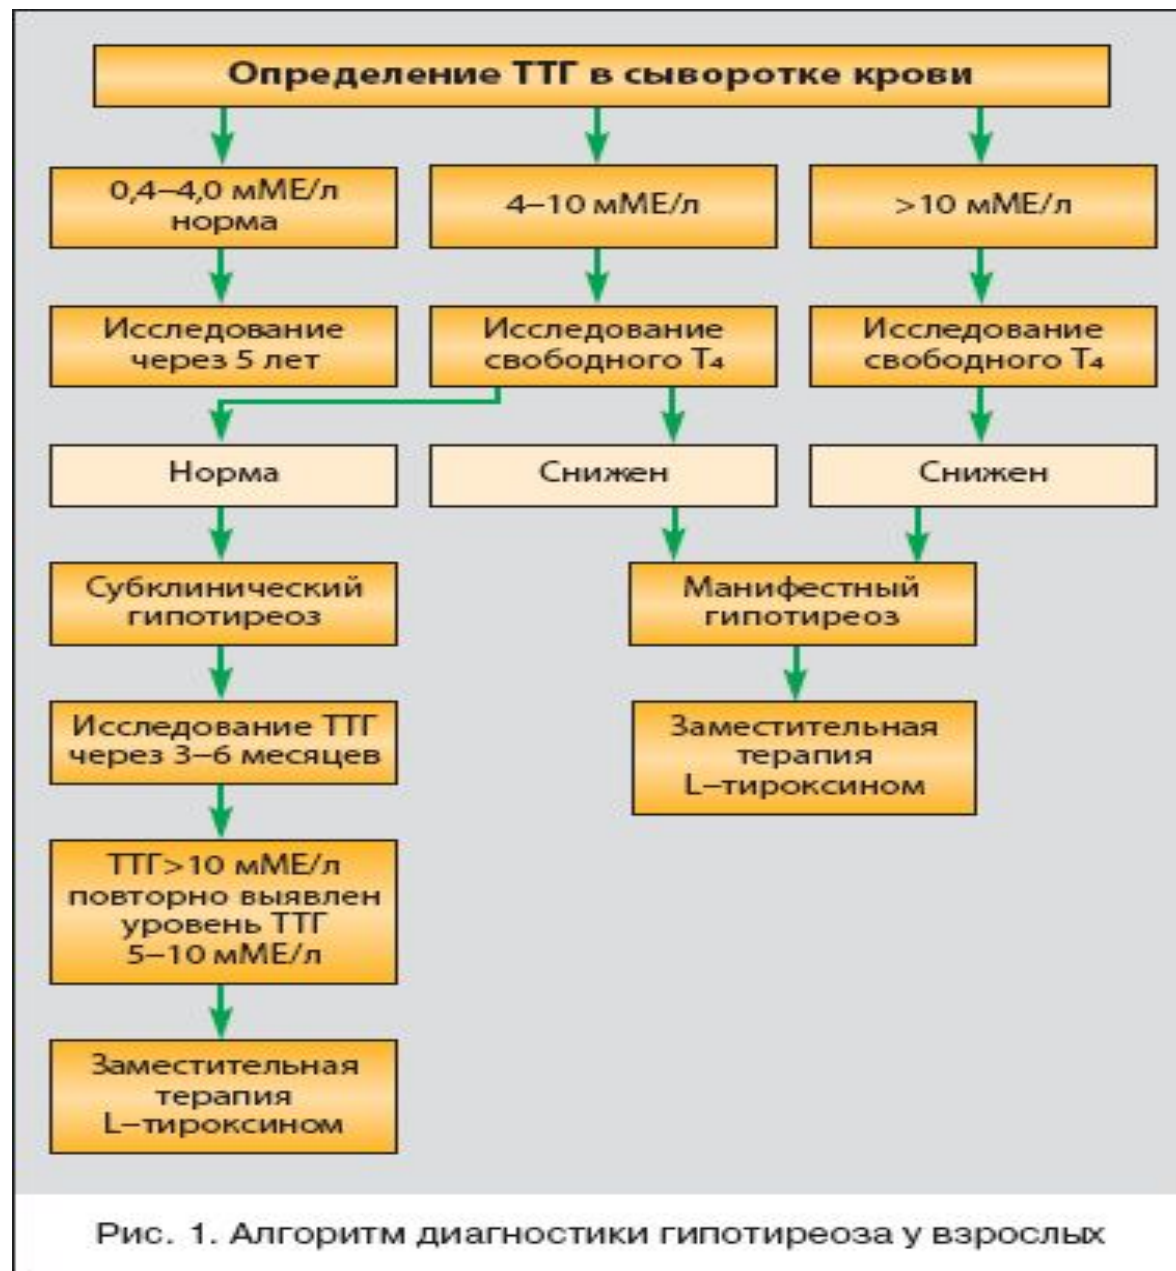 Определение ТТГ в сыворотке крови
0,4–4,0 мМЕ/л
норма
4–10 мМЕ/л
>10 мМЕ/л
Исследование
через 5 лет
Исследование
свободного Т₄
Исследование
свободного Т₄
Норма
Снижен
Снижен
Субклинический
гипотиреоз
Манифестный
гипотиреоз
Исследование ТТГ
через 3–6 месяцев
Заместительная
терапия
L–тироксином
ТТГ>10 мМЕ/л
повторно выявлен
уровень ТТГ
5–10 мМЕ/л
Заместительная
терапия
L–тироксином
Рис. 1. Алгоритм диагностики гипотиреоза у взрослых